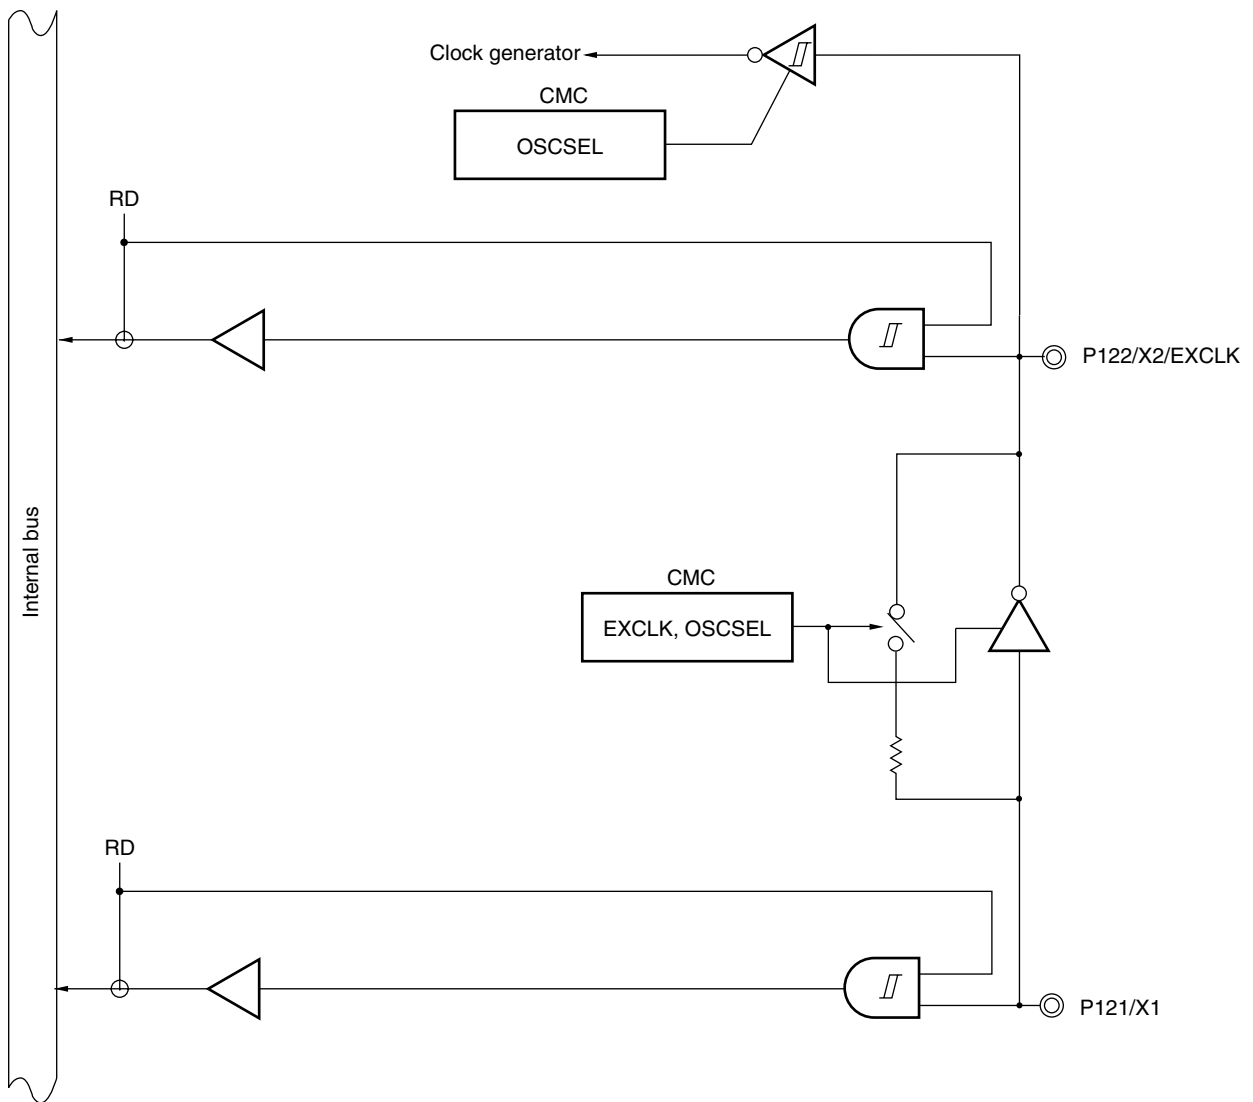 Clock generator
CMC
OSCSEL
RD
P122/X2/EXCLK
Internal bus
CMC
EXCLK, OSCSEL
RD
P121/X1